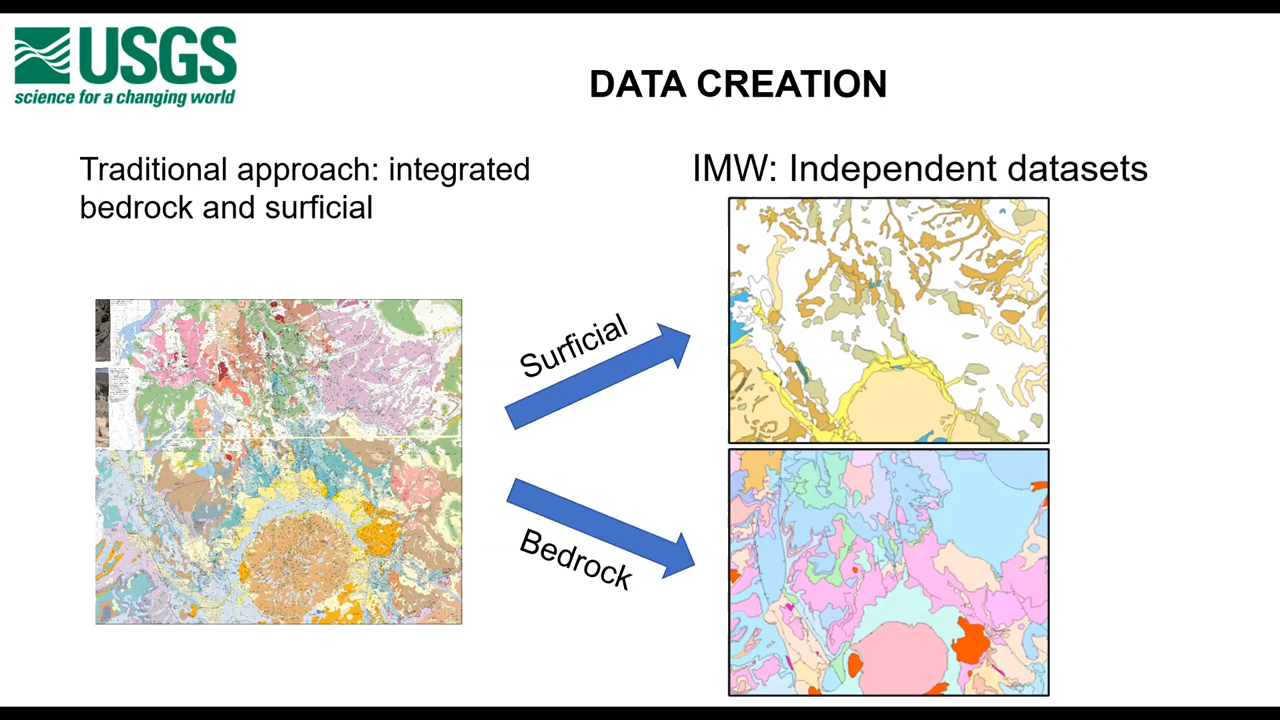 USGS
science for a changing world
DATA CREATION
Traditional approach: integrated
bedrock and surficial
IMW: Independent datasets
Surficial
Bedrock